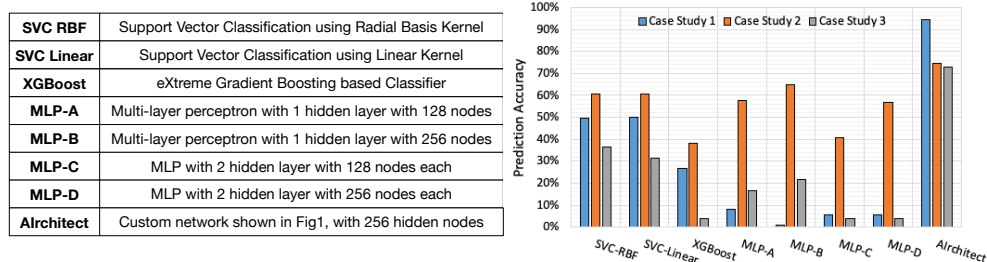 SVC RBF Support Vector Classification using Radial Basis Kernel
SVC Linear Support Vector Classification using Linear Kernel
XGBoost eXtreme Gradient Boosting based Classifier
MLP-A Multi-layer perceptron with 1 hidden layer with 128 nodes
MLP-B Multi-layer perceptron with 1 hidden layer with 256 nodes
MLP-C MLP with 2 hidden layer with 128 nodes each
MLP-D MLP with 2 hidden layer with 256 nodes each
AIrchitect Custom network shown in Fig1, with 256 hidden nodes
Prediction Accuracy
100%
90%
80%
70%
60%
50%
40%
30%
20%
10%
0%
Case Study 1 Case Study 2 Case Study 3
SVC-RBF SVC-Linear XGBoost MLP-A MLP-B MLP-C MLP-D AIrchitect